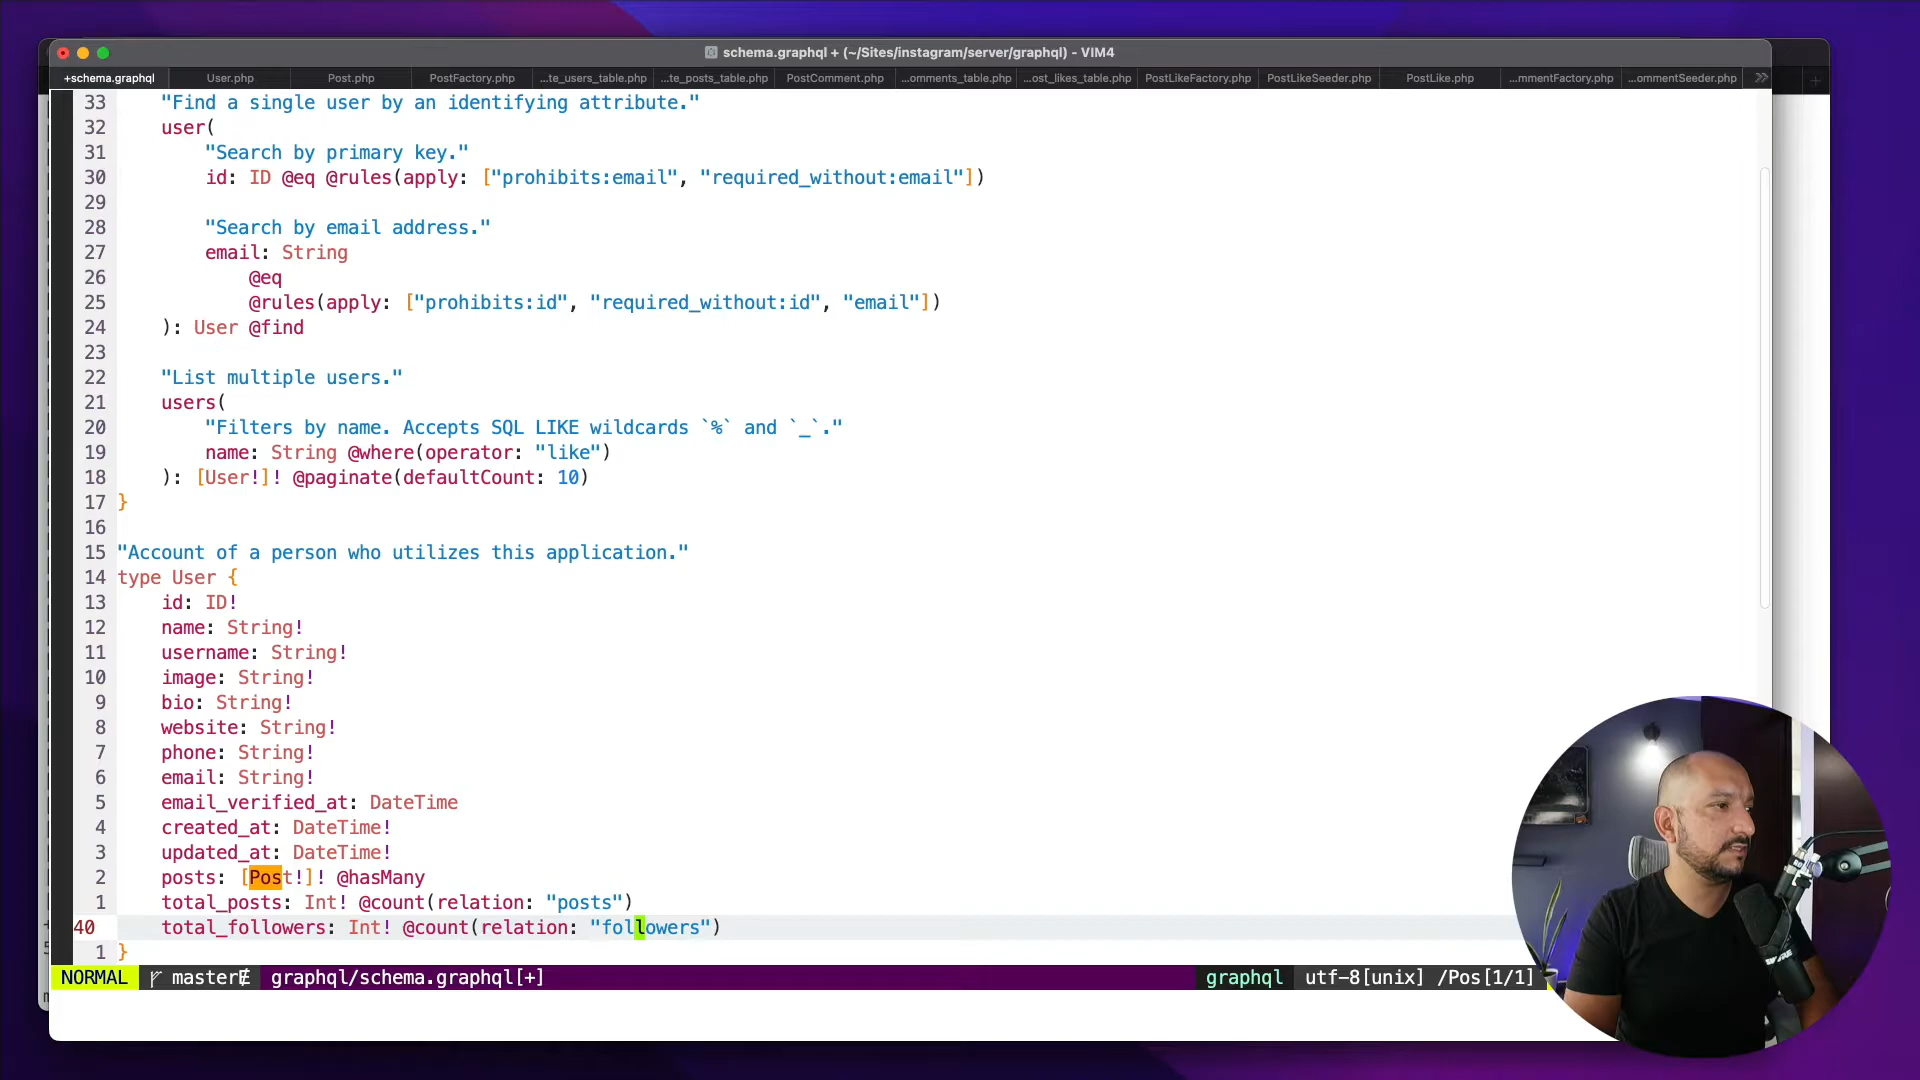 schema.graphql + (~/Sites/instagram/server/graphql) - VIM4
+schema.graphql User.php Post.php PostFactory.php ...te_users_table.php ...te_posts_table.php PostComment.php ...omments_table.php ...ost_likes_table.php PostLikeFactory.php PostLikeSeeder.php PostLike.php ...mmentFactory.php ...ommentSeeder.php
33 "Find a single user by an identifying attribute."
32 user(
31 "Search by primary key."
30 id: ID @eq @rules(apply: ["prohibits:email", "required_without:email"])
29
28 "Search by email address."
27 email: String
26 @eq
25 @rules(apply: ["prohibits:id", "required_without:id", "email"])
24 ): User @find
23
22 "List multiple users."
21 users(
20 "Filters by name. Accepts SQL LIKE wildcards `%` and `_`."
19 name: String @where(operator: "like")
18 ): [User!]! @paginate(defaultCount: 10)
17 }
16
15 "Account of a person who utilizes this application."
14 type User {
13 id: ID!
12 name: String!
11 username: String!
10 image: String!
9 bio: String!
8 website: String!
7 phone: String!
6 email: String!
5 email_verified_at: DateTime
4 created_at: DateTime!
3 updated_at: DateTime!
2 posts: [Post!]! @hasMany
1 total_posts: Int! @count(relation: "posts")
40 total_followers: Int! @count(relation: "followers")
1 }
NORMAL master graphql/schema.graphql[+] graphql utf-8[unix] /Pos[1/1]